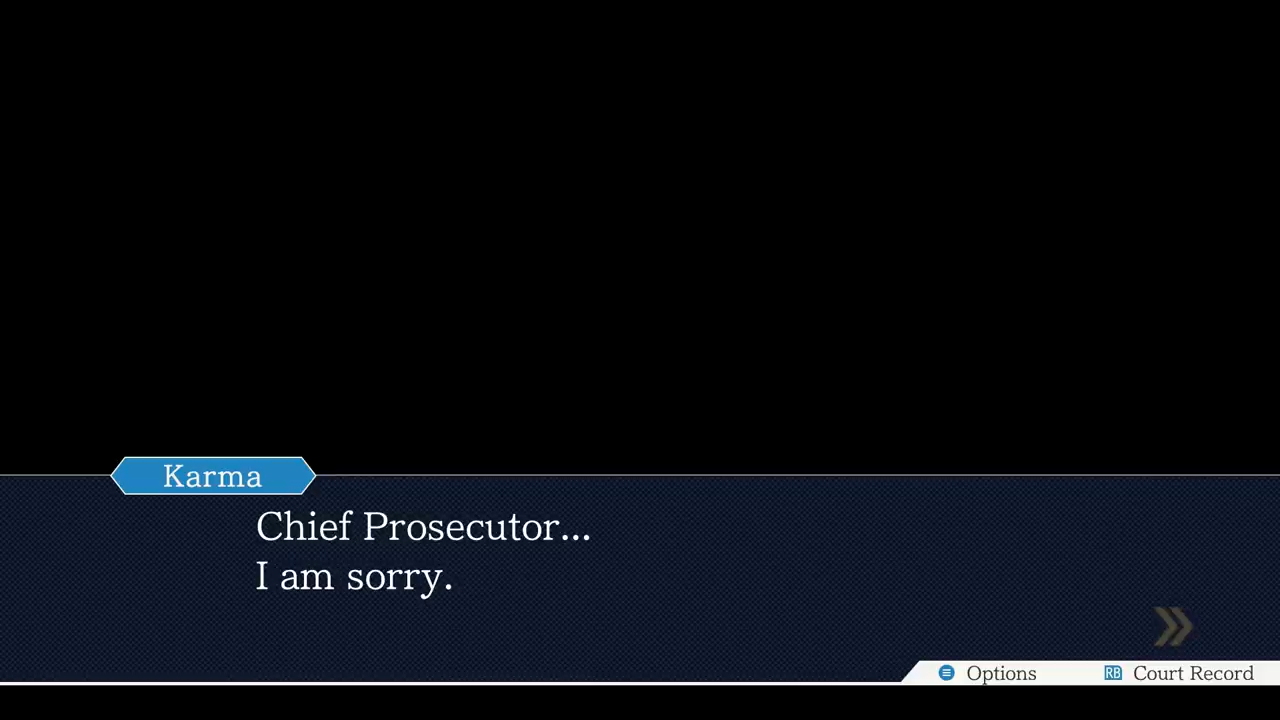 Karma
Chief Prosecutor...
I am sorry.
Options
RB Court Record